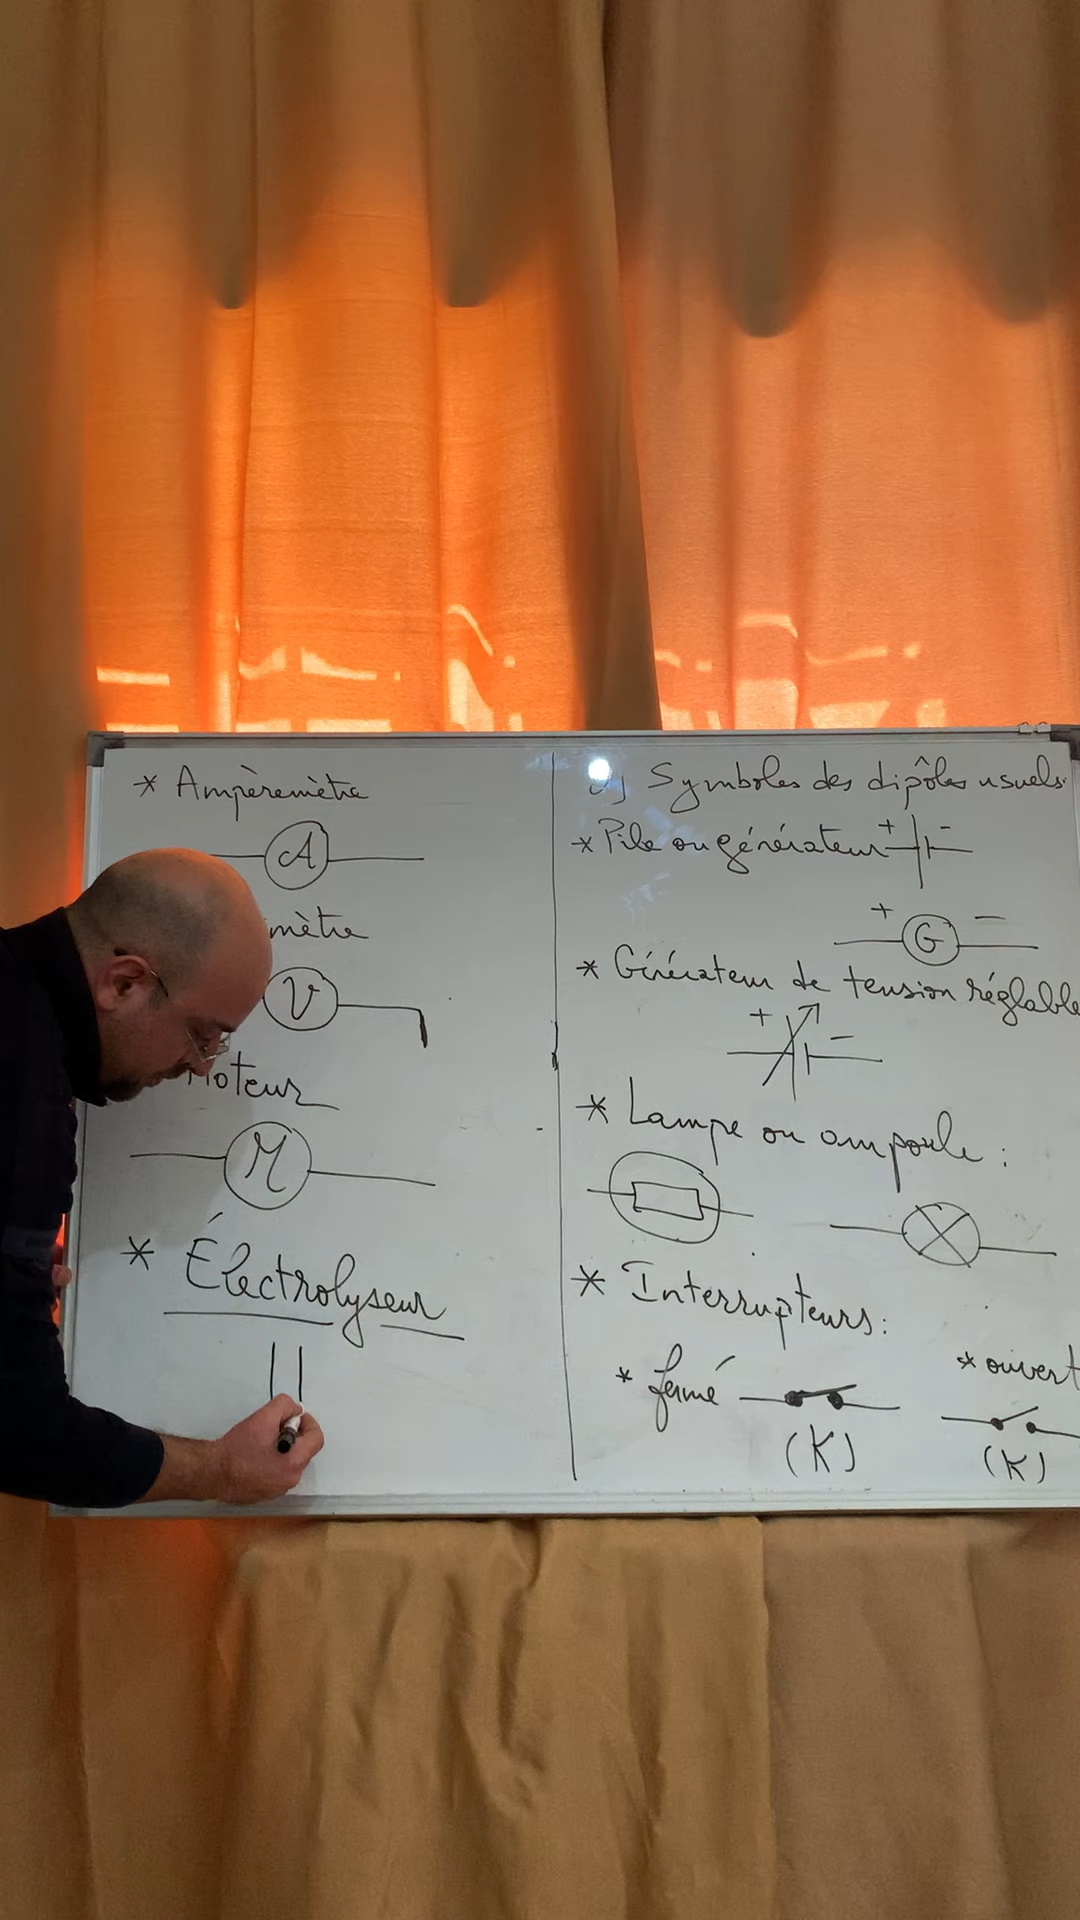 * Ampèremètre
A
mètre
V
Moteur
M
* Électrolyseur
) Symboles des dipôles usuels
* Pile ou générateur + -
+ G -
* Générateur de tension réglable
+ -
* Lampe ou ampoule :
* Interrupteurs :
* fermé * ouvert
(K) (K)